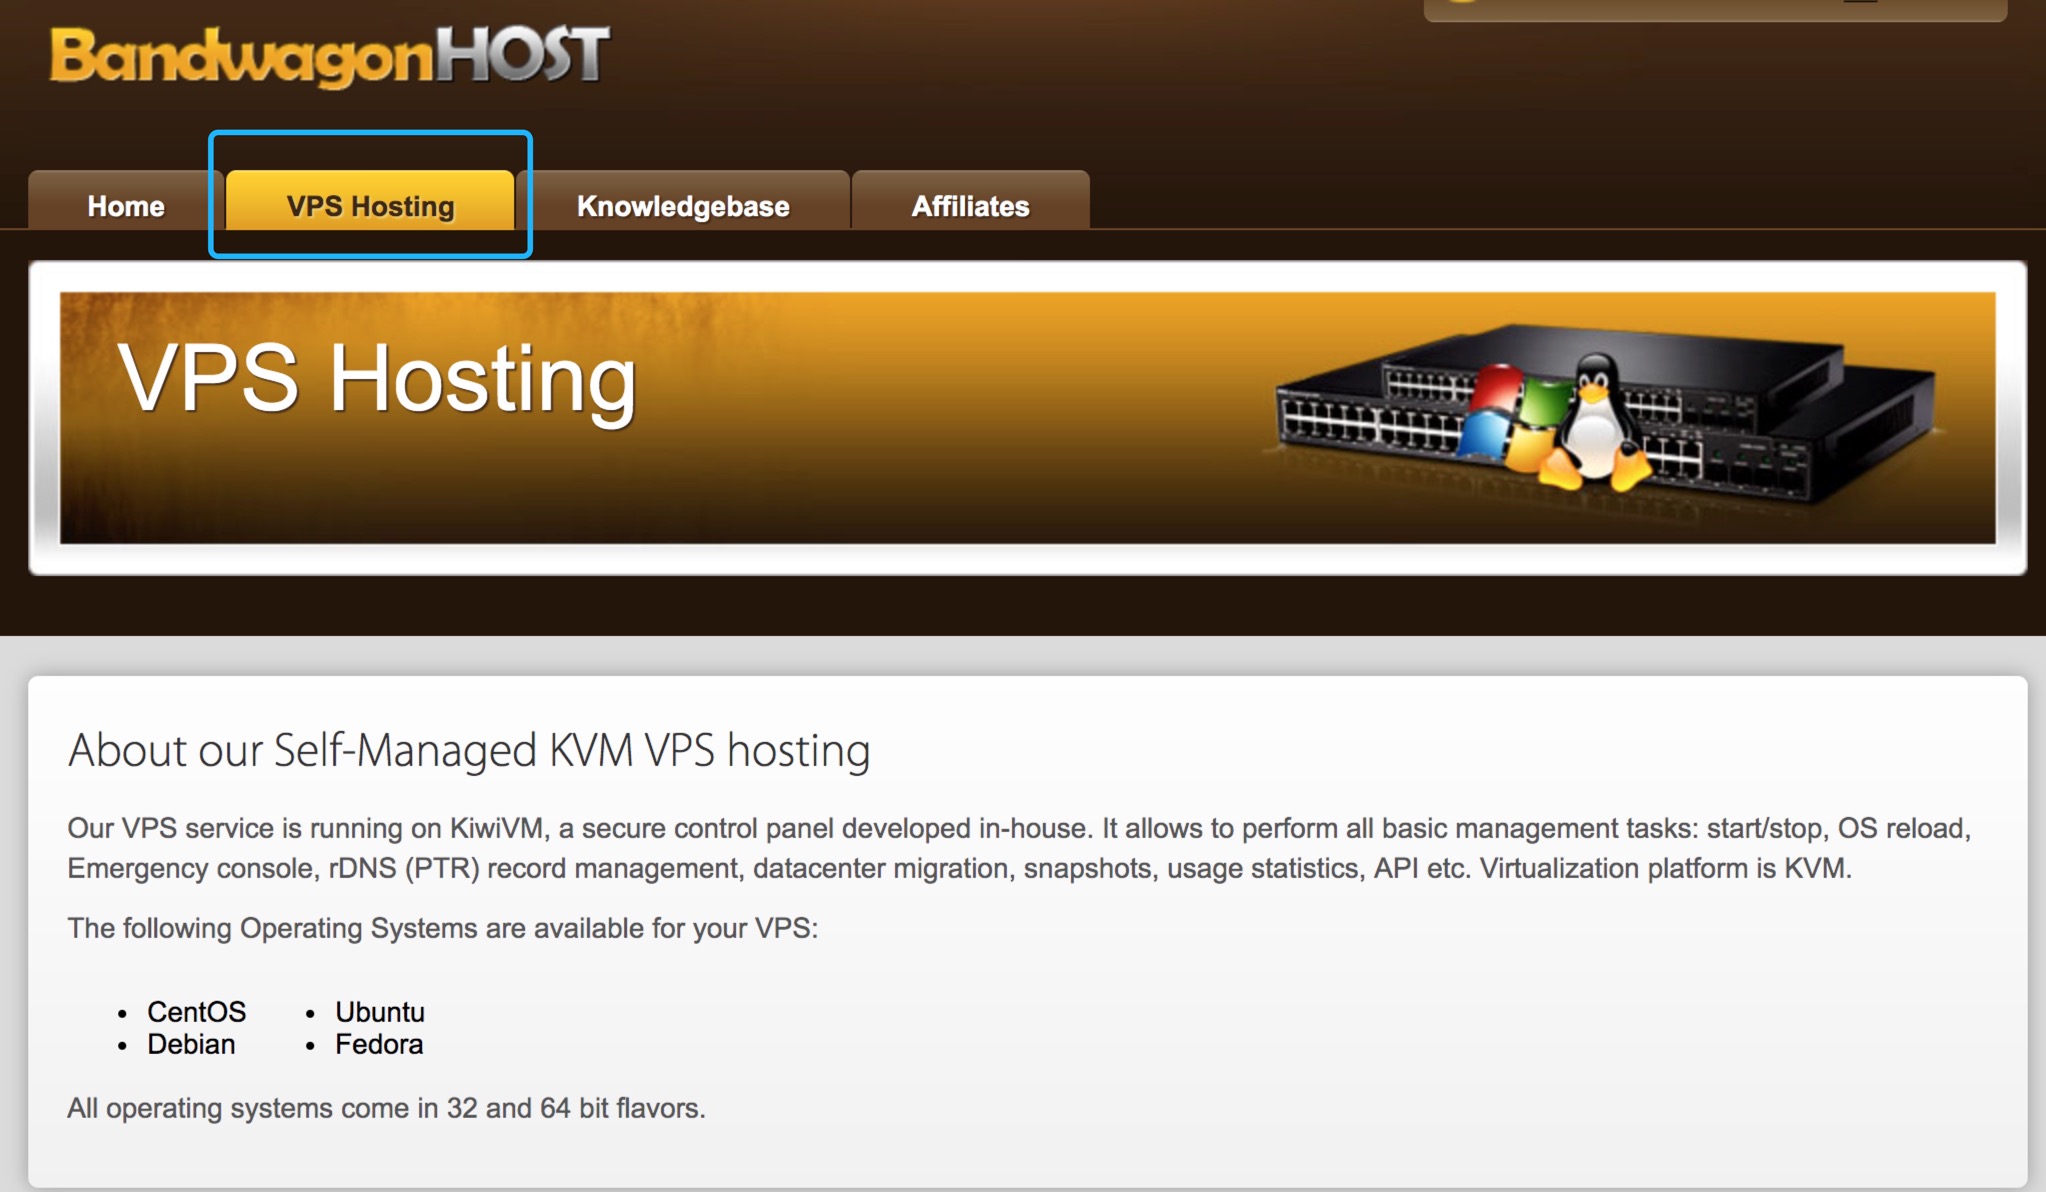 BandwagonHOST
Home
VPS Hosting
Knowledgebase
Affiliates
VPS Hosting
About our Self-Managed KVM VPS hosting
Our VPS service is running on KiwiVM, a secure control panel developed in-house. It allows to perform all basic management tasks: start/stop, OS reload,
Emergency console, rDNS (PTR) record management, datacenter migration, snapshots, usage statistics, API etc. Virtualization platform is KVM.
The following Operating Systems are available for your VPS:
• CentOS • Ubuntu
• Debian • Fedora
All operating systems come in 32 and 64 bit flavors.